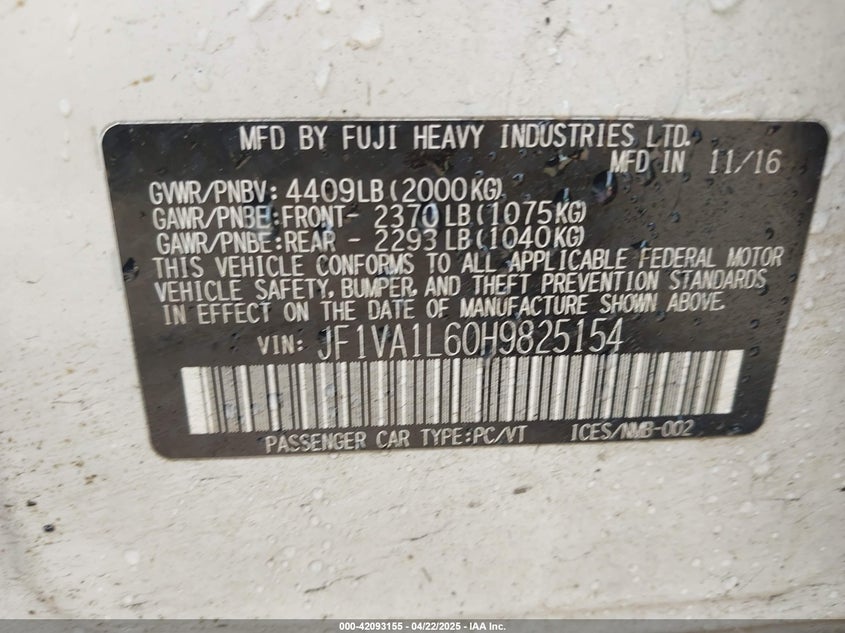 MFD BY FUJI HEAVY INDUSTRIES LTD.
MFD IN 11/16
GVWR/PNBV: 4409LB(2000KG)
GAWR/PNBE:FRONT- 2370LB(1075KG)
GAWR/PNBE:REAR - 2293LB(1040KG)
THIS VEHICLE CONFORMS TO ALL APPLICABLE FEDERAL MOTOR
VEHICLE SAFETY, BUMPER, AND THEFT PREVENTION STANDARDS
IN EFFECT ON THE DATE OF MANUFACTURE SHOWN ABOVE.
VIN: JF1VA1L60H9825154
PASSENGER CAR TYPE:PC/VT ICES/NMB-002
000-42093155 - 04/22/2025 - IAA Inc.